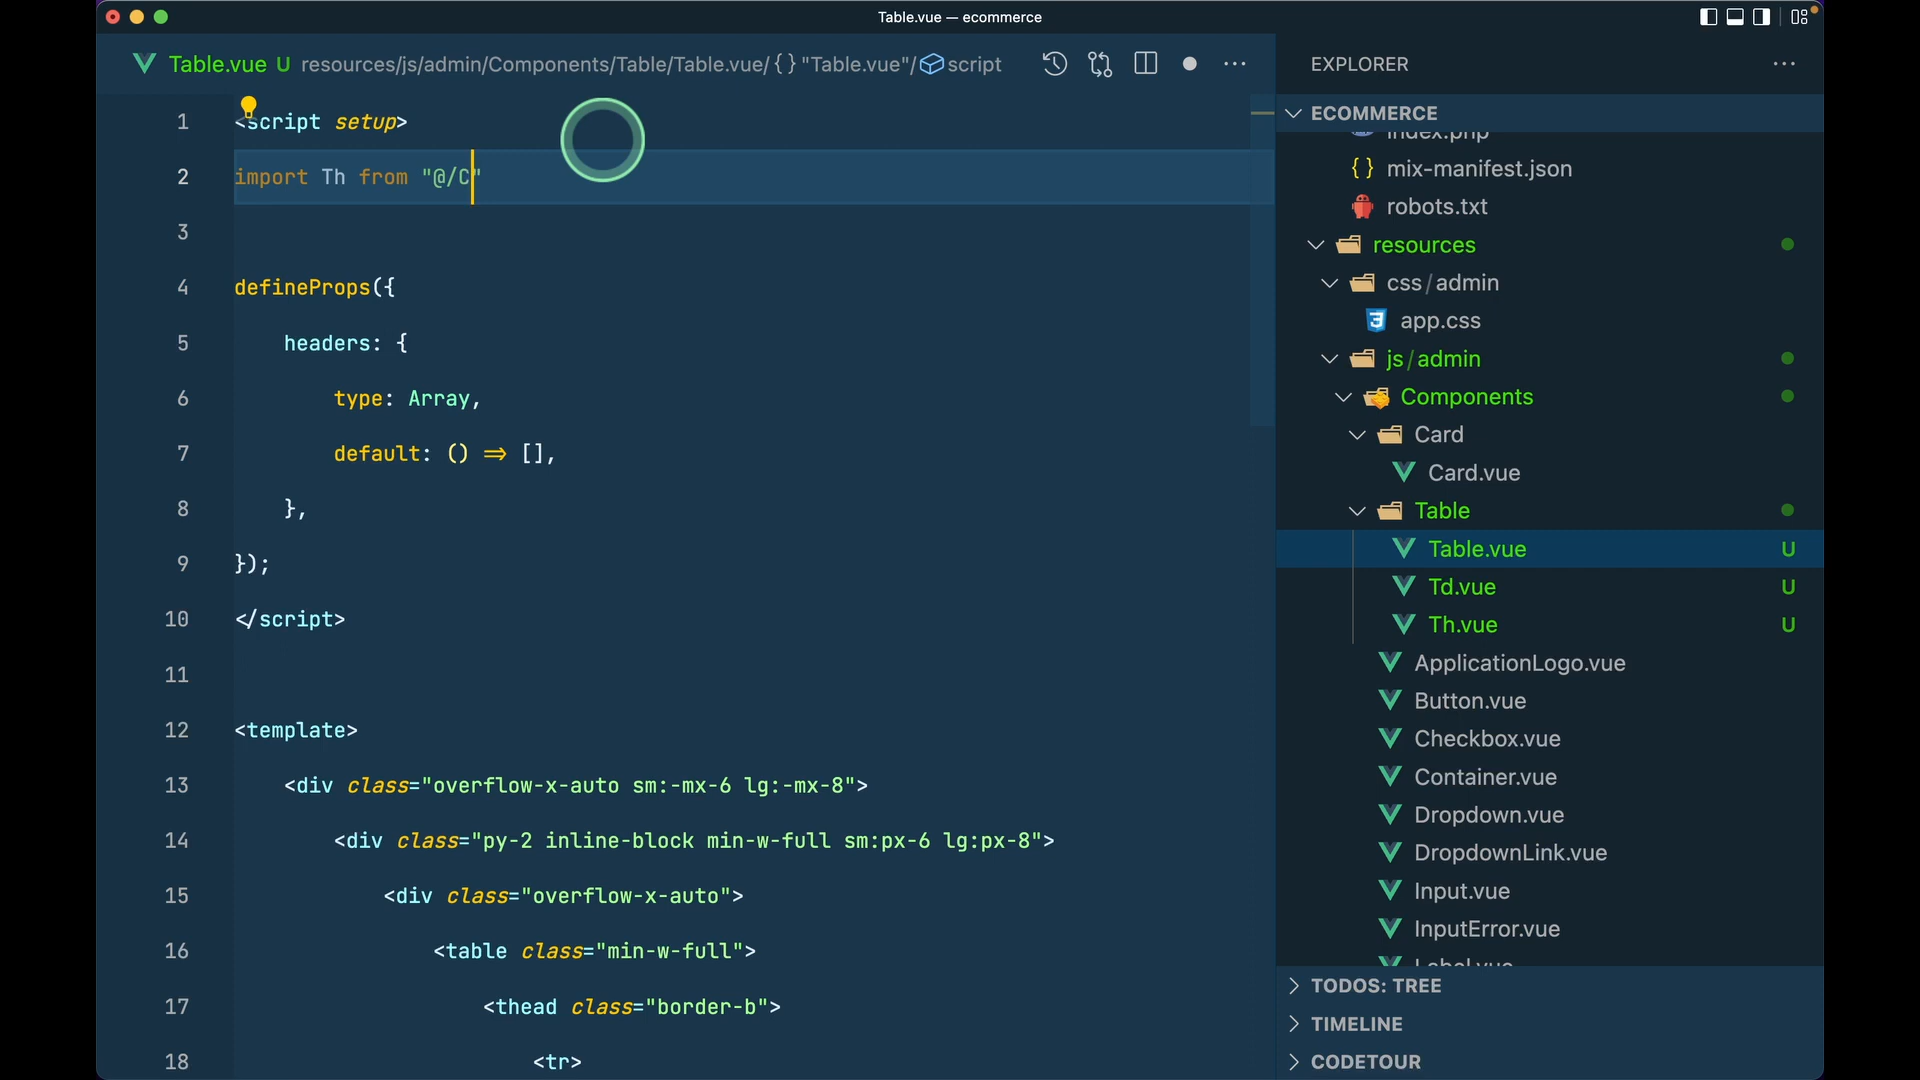 Table.vue — ecommerce
Table.vue U resources/js/admin/Components/Table/Table.vue/ {} "Table.vue"/ script
1 <script setup>
2 import Th from "@/C"
3
4 defineProps({
5 headers: {
6 type: Array,
7 default: () => [],
8 },
9 });
10 </script>
11
12 <template>
13 <div class="overflow-x-auto sm:-mx-6 lg:-mx-8">
14 <div class="py-2 inline-block min-w-full sm:px-6 lg:px-8">
15 <div class="overflow-x-auto">
16 <table class="min-w-full">
17 <thead class="border-b">
18 <tr>
EXPLORER
ECOMMERCE
index.php
{} mix-manifest.json
robots.txt
resources
css/admin
app.css
js/admin
Components
Card
Card.vue
Table
Table.vue U
Td.vue U
Th.vue U
ApplicationLogo.vue
Button.vue
Checkbox.vue
Container.vue
Dropdown.vue
DropdownLink.vue
Input.vue
InputError.vue
Label.vue
TODOS: TREE
TIMELINE
CODETOUR